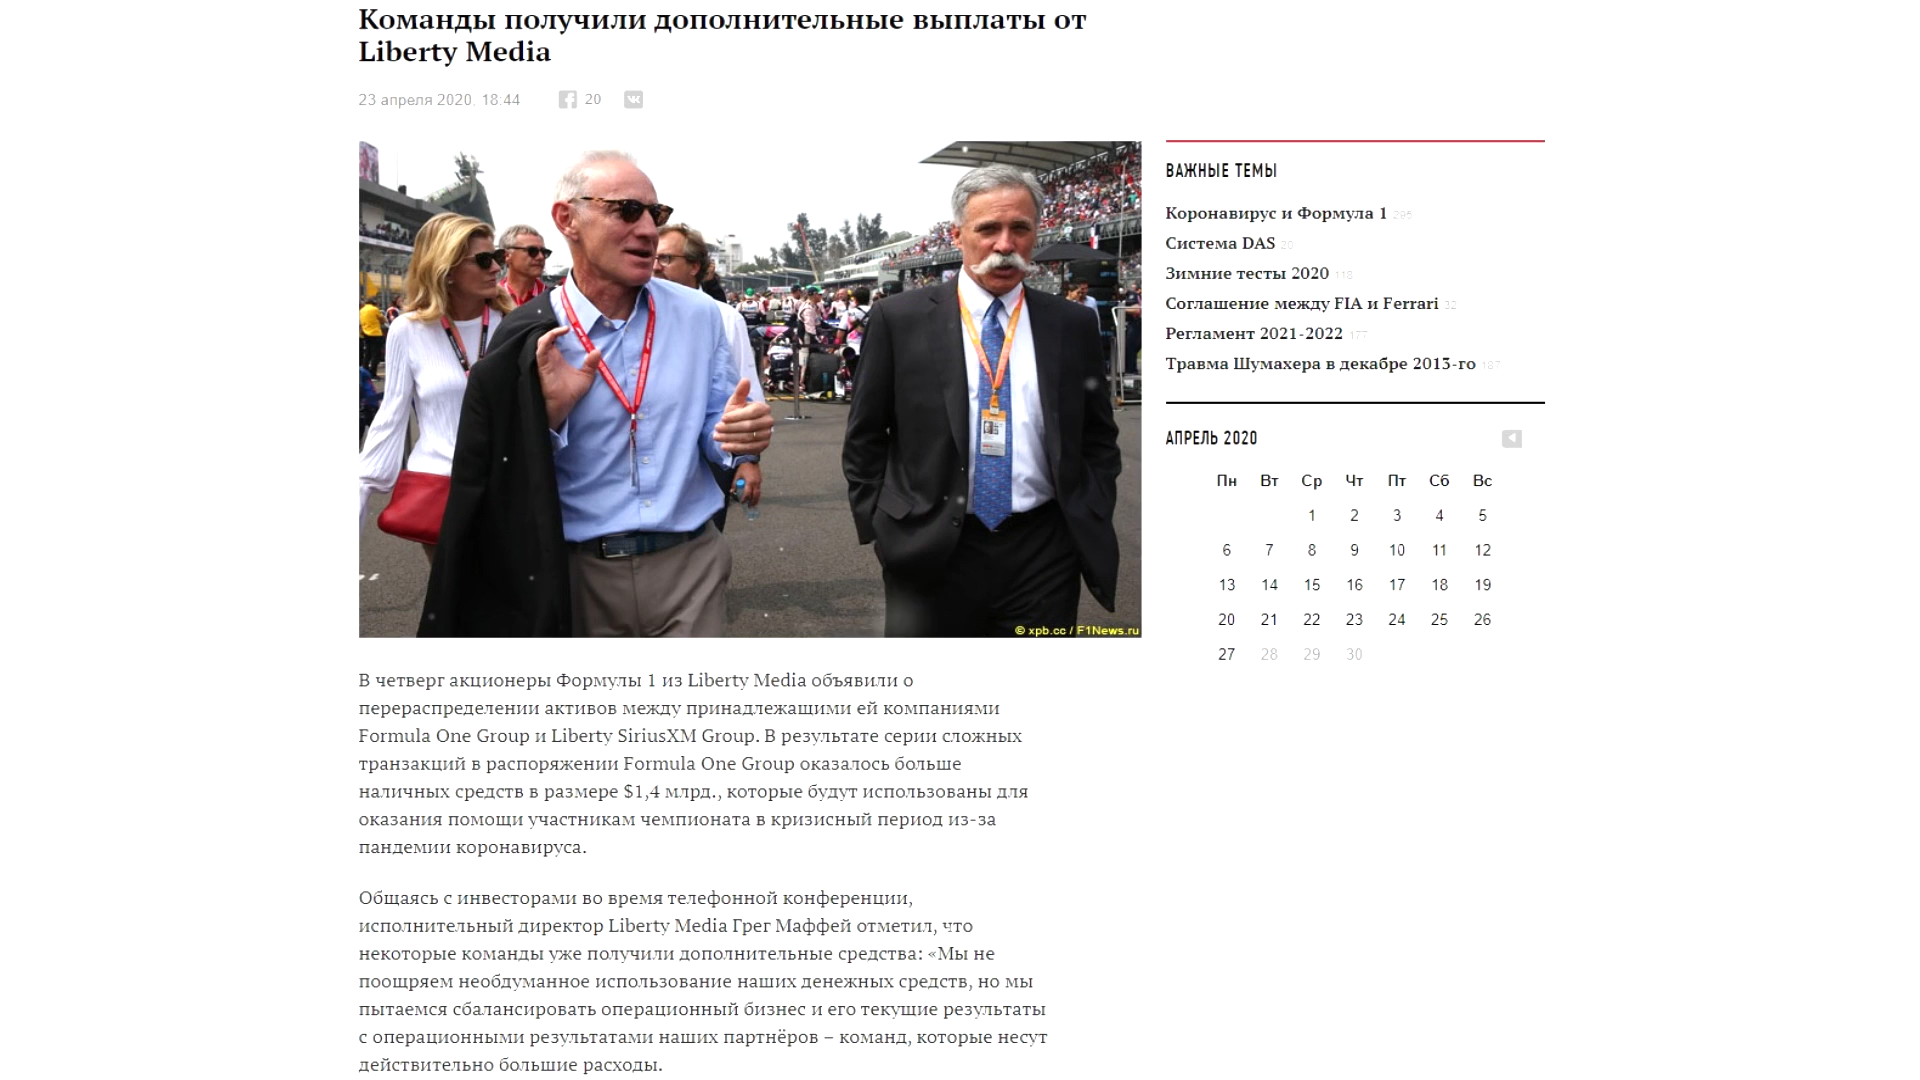 Команды получили дополнительные выплаты от
Liberty Media
23 апреля 2020, 18:44
20
© xpb.cc / F1News.ru
В четверг акционеры Формулы 1 из Liberty Media объявили о
перераспределении активов между принадлежащими ей компаниями
Formula One Group и Liberty SiriusXM Group. В результате серии сложных
транзакций в распоряжении Formula One Group оказалось больше
наличных средств в размере $1,4 млрд., которые будут использованы для
оказания помощи участникам чемпионата в кризисный период из-за
пандемии коронавируса.
Общаясь с инвесторами во время телефонной конференции,
исполнительный директор Liberty Media Грег Маффей отметил, что
некоторые команды уже получили дополнительные средства: «Мы не
поощряем необдуманное использование наших денежных средств, но мы
пытаемся сбалансировать операционный бизнес и его текущие результаты
с операционными результатами наших партнёров – команд, которые несут
действительно большие расходы.
ВАЖНЫЕ ТЕМЫ
Коронавирус и Формула 1 295
Система DAS 20
Зимние тесты 2020 118
Соглашение между FIA и Ferrari 32
Регламент 2021-2022 177
Травма Шумахера в декабре 2013-го 187
АПРЕЛЬ 2020
Пн Вт Ср Чт Пт Сб Вс
1 2 3 4 5
6 7 8 9 10 11 12
13 14 15 16 17 18 19
20 21 22 23 24 25 26
27 28 29 30